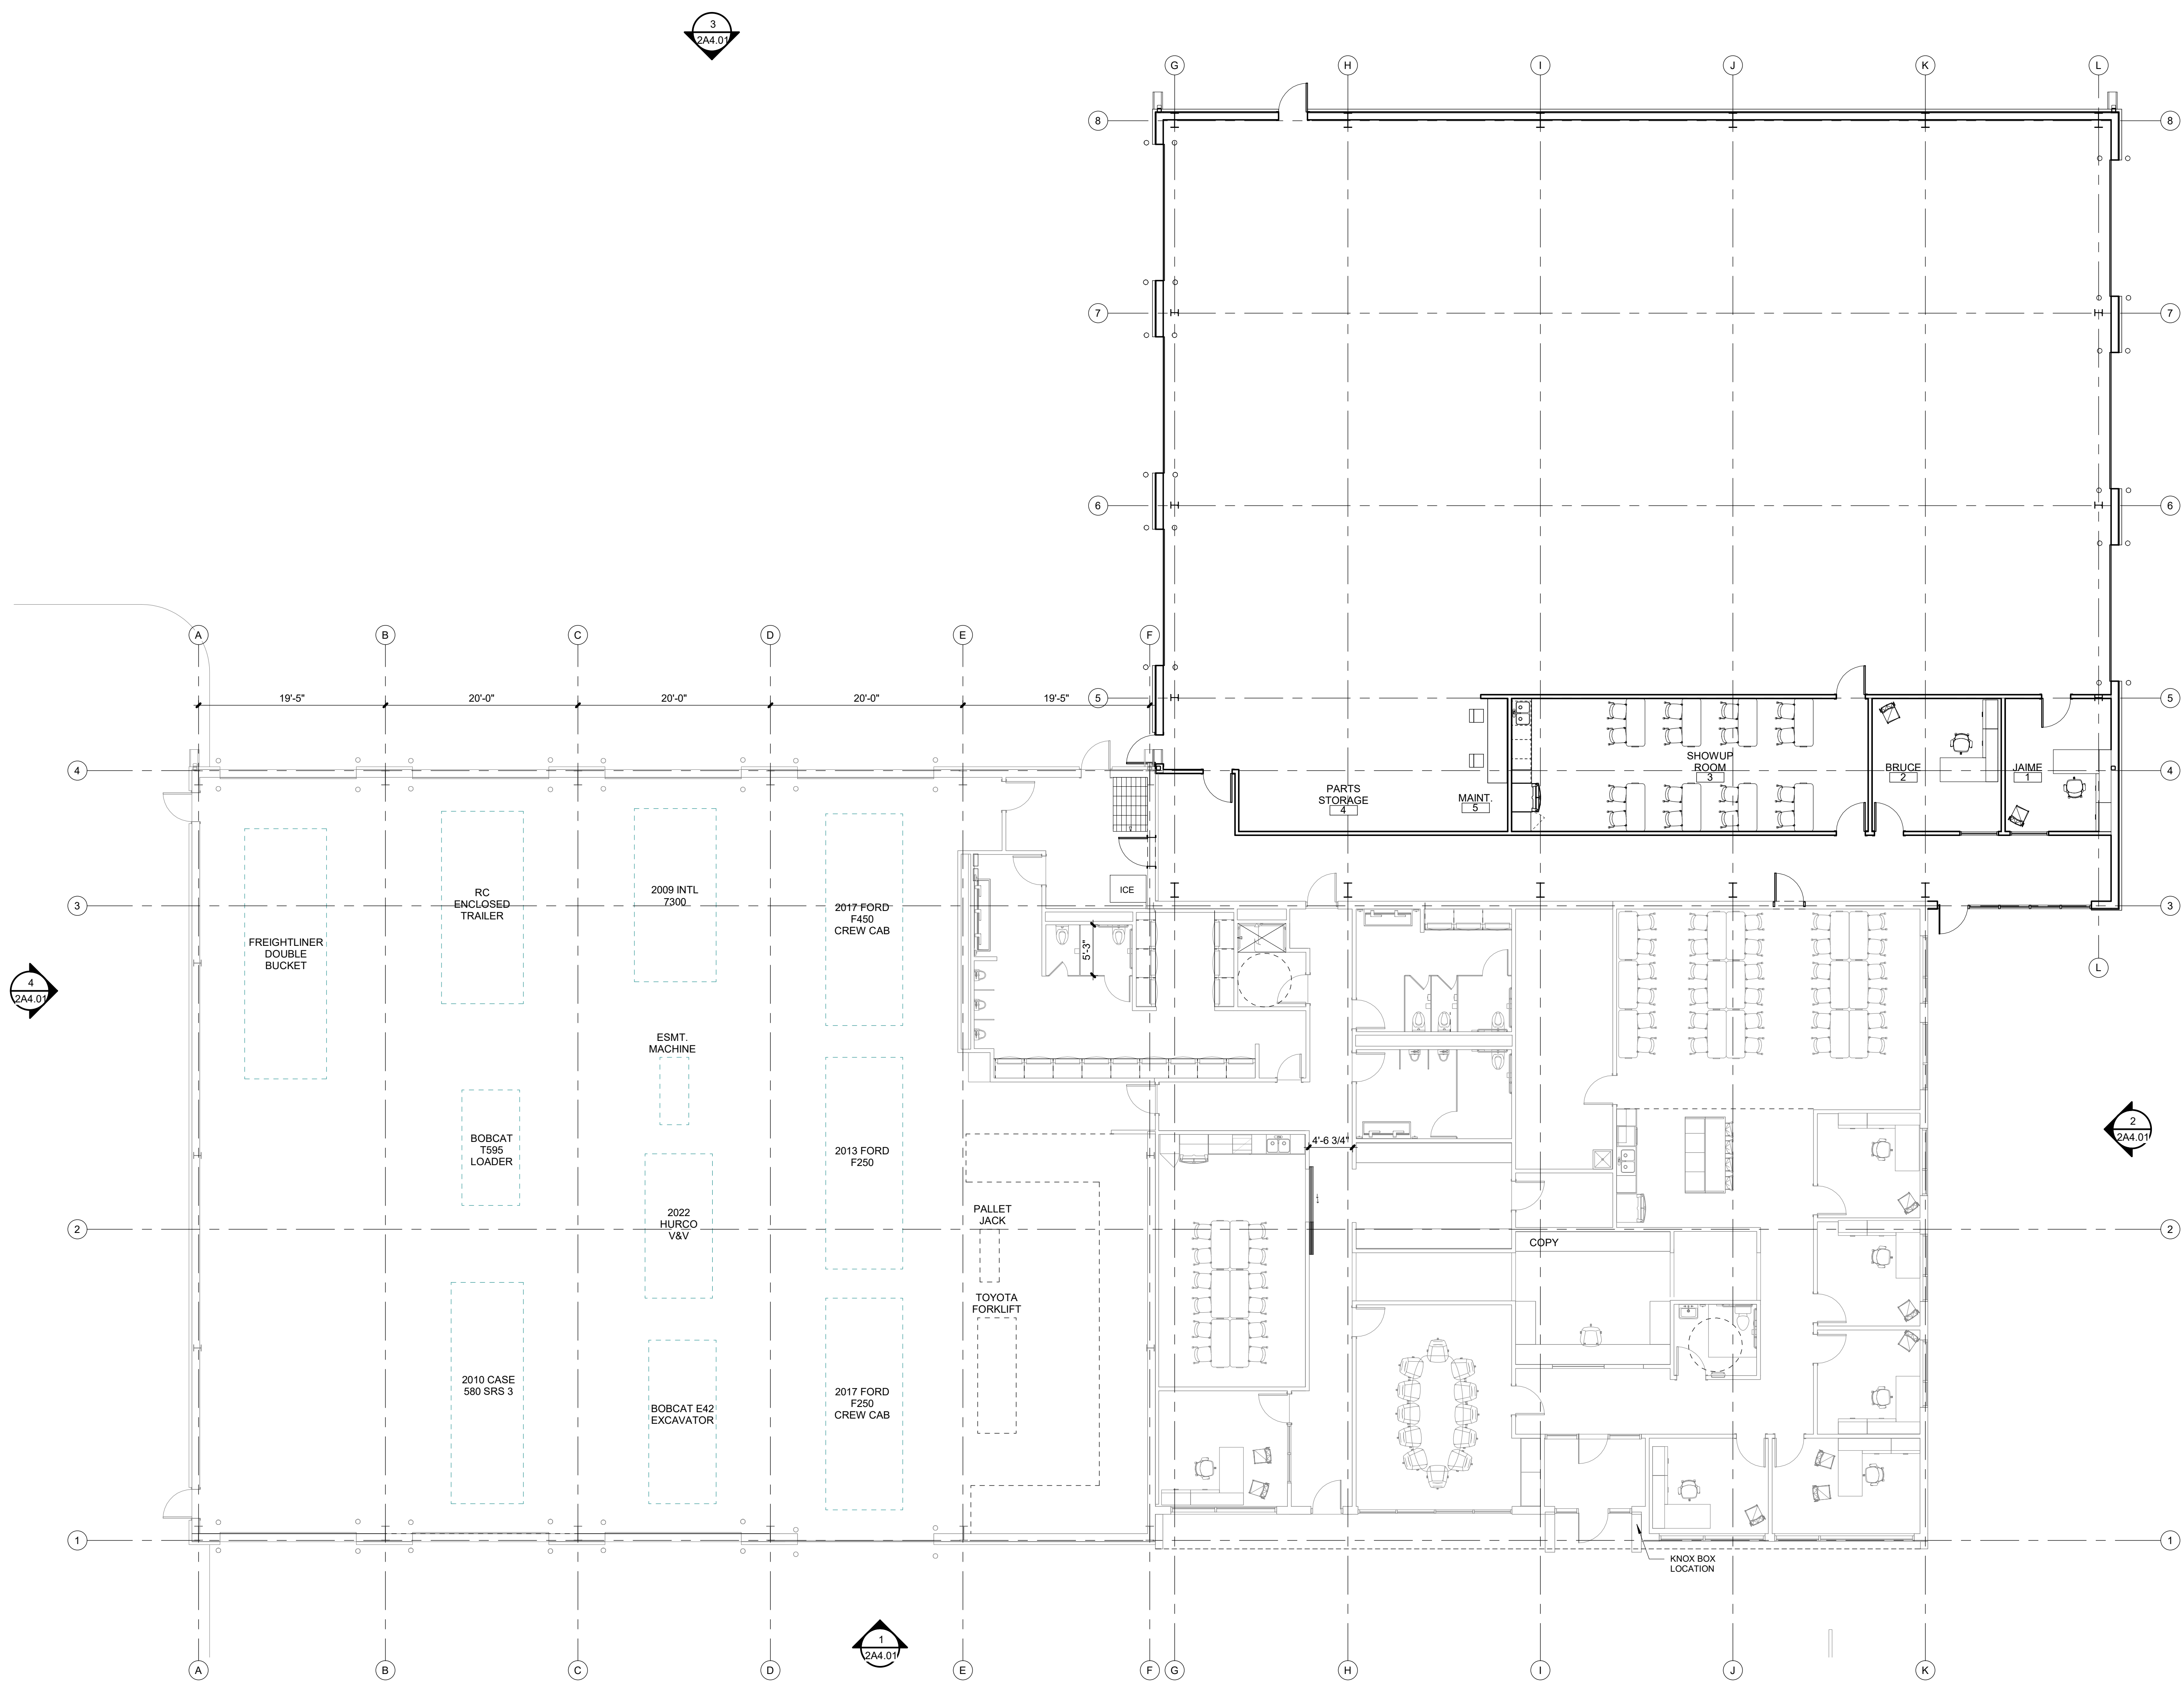 3
2A4.01
G
H
I
J
K
L
8
8
7
7
6
6
A
B
C
D
E
F
19'-5"
20'-0"
20'-0"
20'-0"
19'-5"
5
5
SHOWUP
ROOM
3
BRUCE
2
JAIME
1
4
4
PARTS
STORAGE
4
MAINT.
5
ICE
3
3
RC
ENCLOSED
TRAILER
2009 INTL
7300
2017 FORD
F450
CREW CAB
FREIGHTLINER
DOUBLE
BUCKET
5'-3"
L
4
2A4.01
ESMT.
MACHINE
2
2A4.01
BOBCAT
T595
LOADER
2013 FORD
F250
4'-6 3/4"
2022
HURCO
V&V
PALLET
JACK
2
2
COPY
TOYOTA
FORKLIFT
2010 CASE
580 SRS 3
BOBCAT E42
EXCAVATOR
2017 FORD
F250
CREW CAB
1
1
KNOX BOX
LOCATION
1
2A4.01
A
B
C
D
E
F
G
H
I
J
K